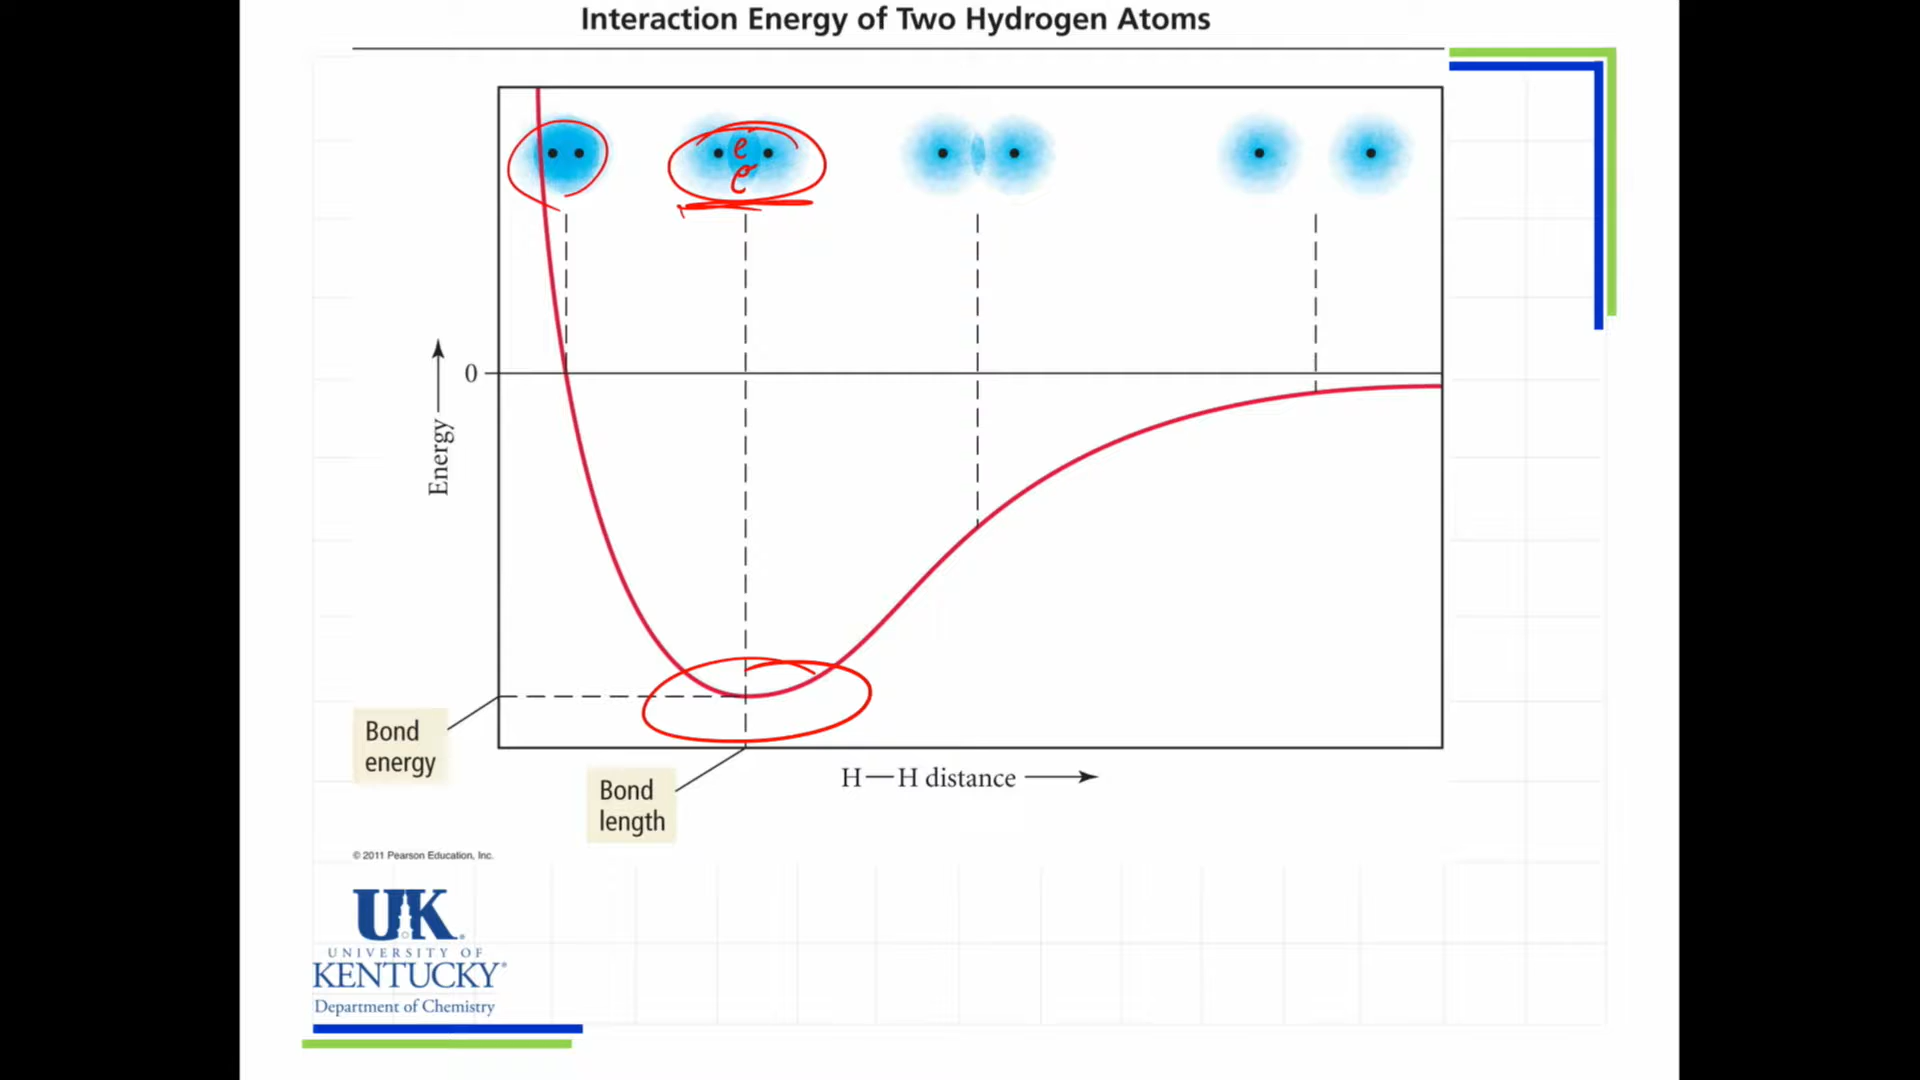 Interaction Energy of Two Hydrogen Atoms
e
e
0
Energy
Bond
energy
H—H distance
Bond
length
© 2011 Pearson Education, Inc.
UK
UNIVERSITY OF
KENTUCKY®
Department of Chemistry